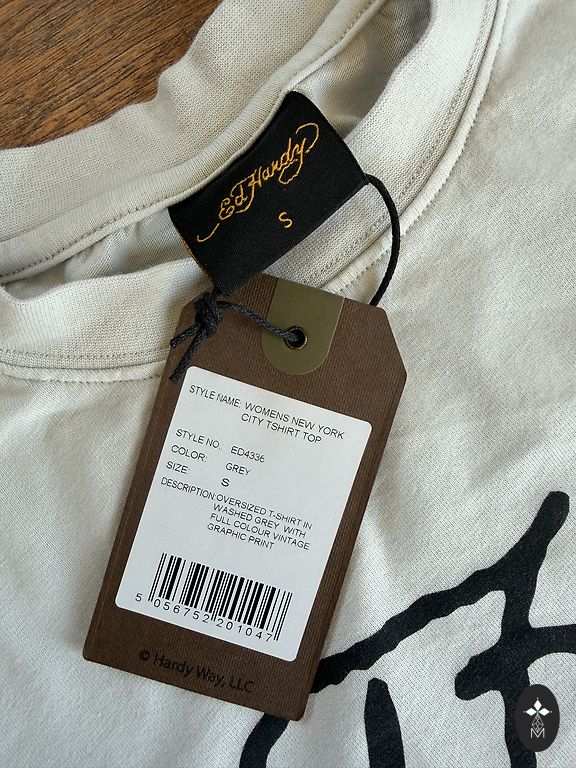 Ed Hardy
S
STYLE NAME: WOMENS NEW YORK
CITY TSHIRT TOP
STYLE NO. ED4336
COLOR: GREY
SIZE: S
DESCRIPTION: OVERSIZED T-SHIRT IN
WASHED GREY WITH
FULL COLOUR VINTAGE
GRAPHIC PRINT
5 056752 201047
© Hardy Way, LLC
M